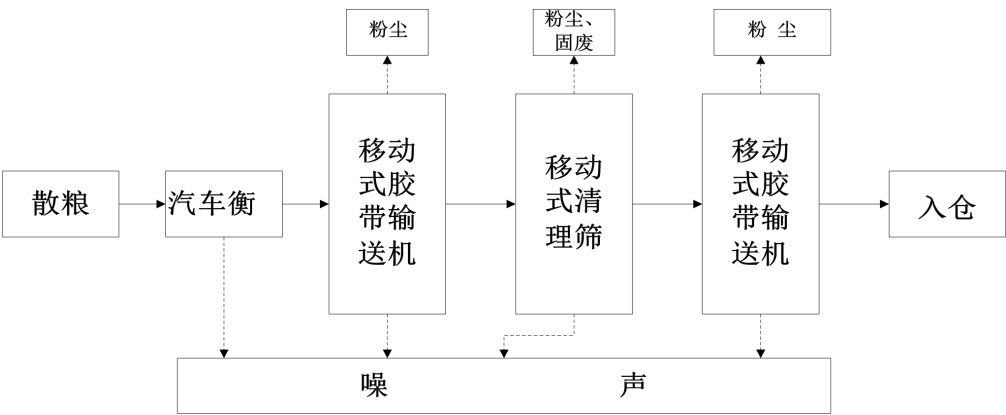 粉尘
粉尘、
固废
粉 尘
散粮
汽车衡
移动
式胶
带输
送机
移动
式清
理筛
移动
式胶
带输
送机
入仓
噪 声